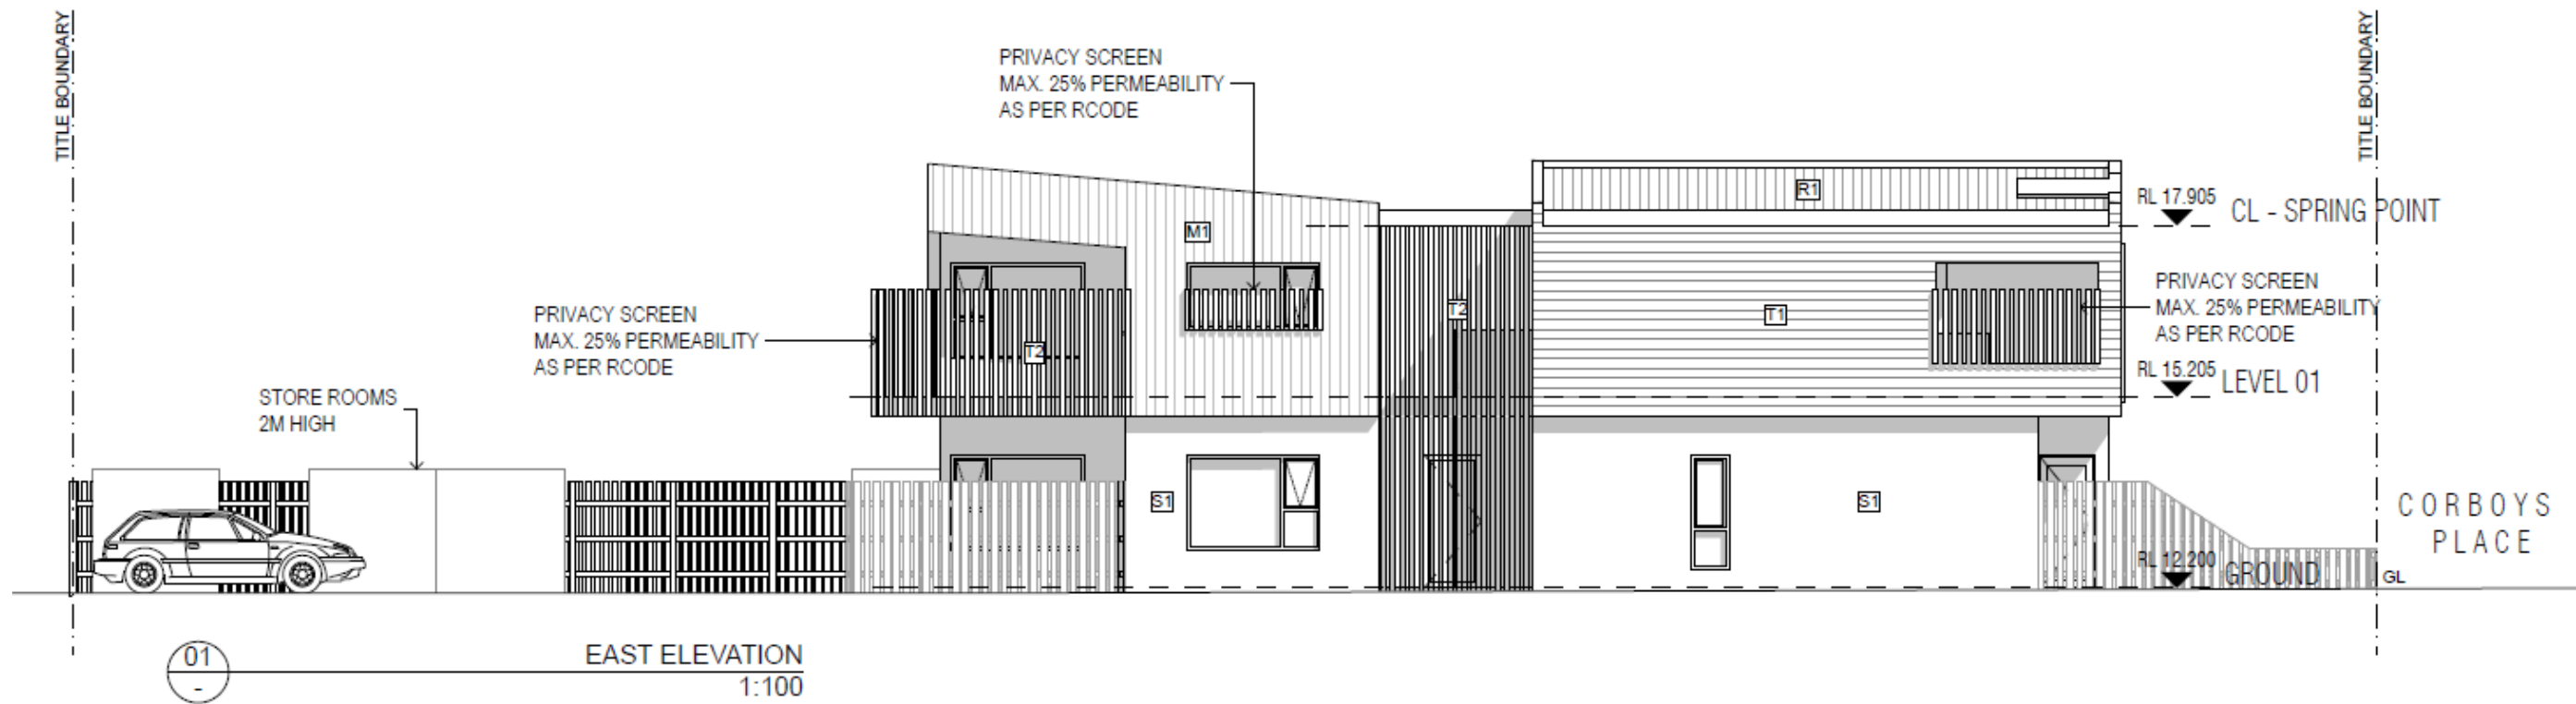 TITLE BOUNDARY
TITLE BOUNDARY
PRIVACY SCREEN
MAX. 25% PERMEABILITY
AS PER RCODE
R1
RL 17.905
CL - SPRING POINT
M1
PRIVACY SCREEN
MAX. 25% PERMEABILITY
AS PER RCODE
T2
T1
PRIVACY SCREEN
MAX. 25% PERMEABILITY
AS PER RCODE
T2
RL 15.205
LEVEL 01
STORE ROOMS
2M HIGH
S1
S1
CORBOYS
PLACE
RL 12.200
GROUND
GL
01
-
EAST ELEVATION
1:100